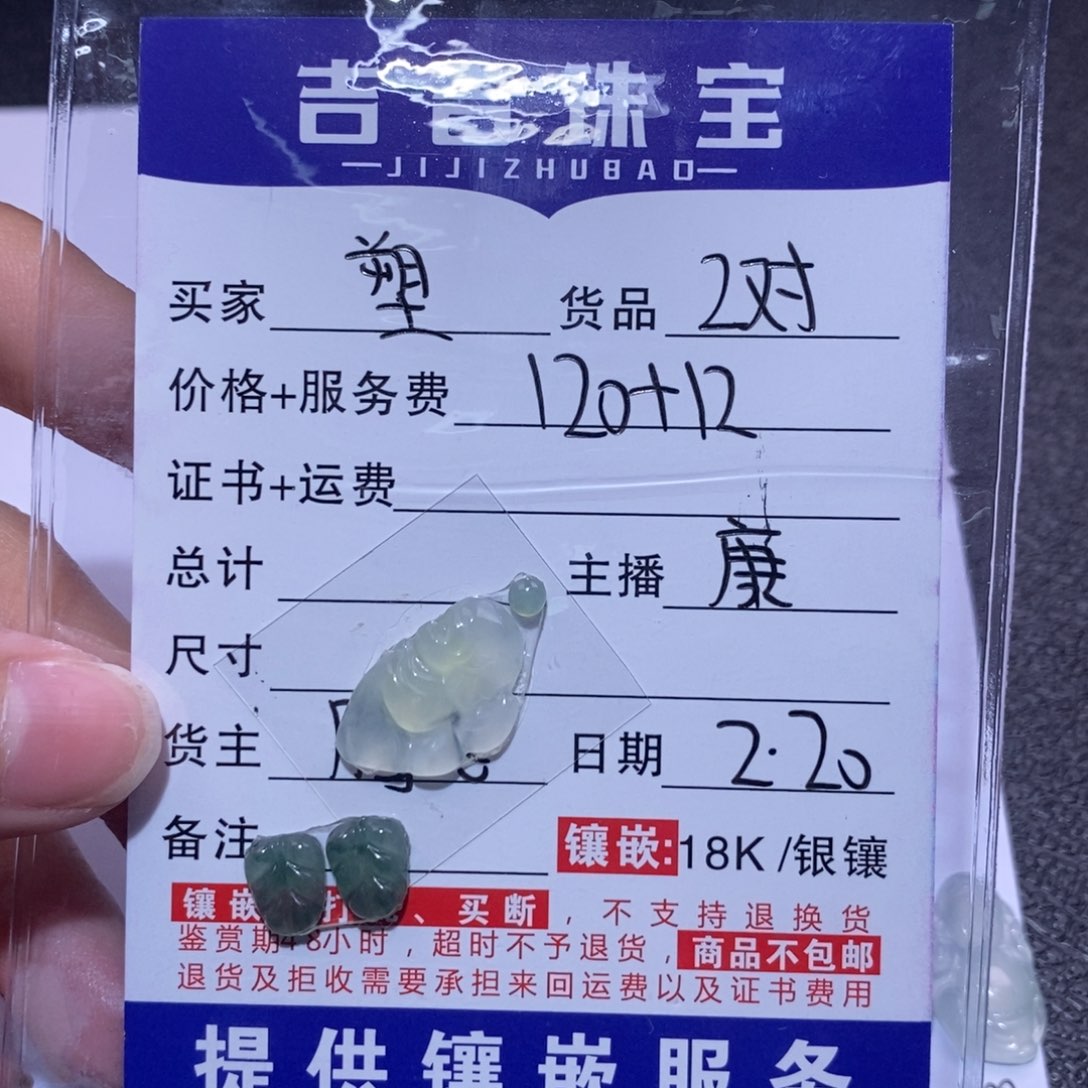 吉吉珠宝
JIJIZHUBAO
买家 塑 货品 2对
价格+服务费 120+12
证书+运费
总计 主播 康
尺寸
货主 日期 2.20
备注 镶嵌:18K/银镶
镶嵌 打 、买断，不支持退换货
鉴赏期48小时，超时不予退货，商品不包邮
退货及拒收需要承担来回运费以及证书费用
提供镶嵌服务